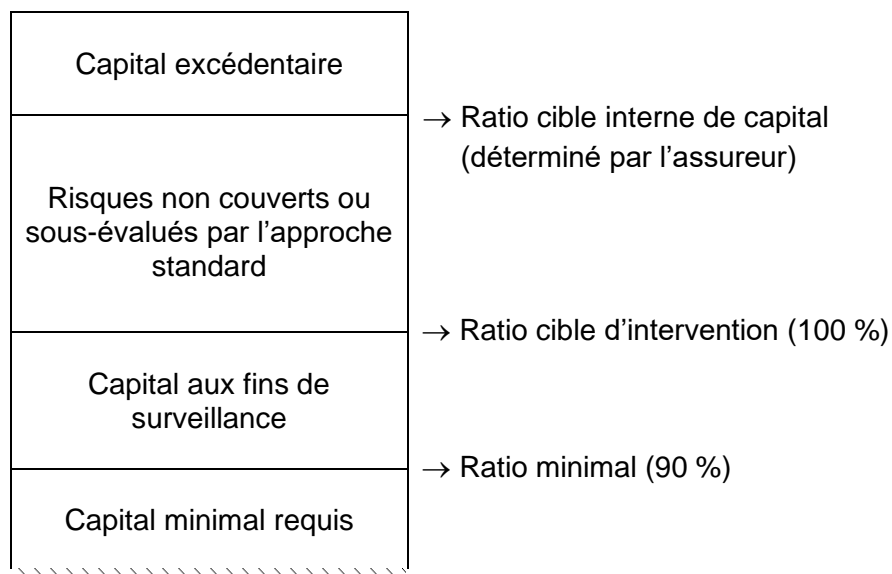 Capital excédentaire
→ Ratio cible interne de capital
(déterminé par l’assureur)
Risques non couverts ou
sous-évalués par l’approche
standard
→ Ratio cible d’intervention (100 %)
Capital aux fins de
surveillance
→ Ratio minimal (90 %)
Capital minimal requis